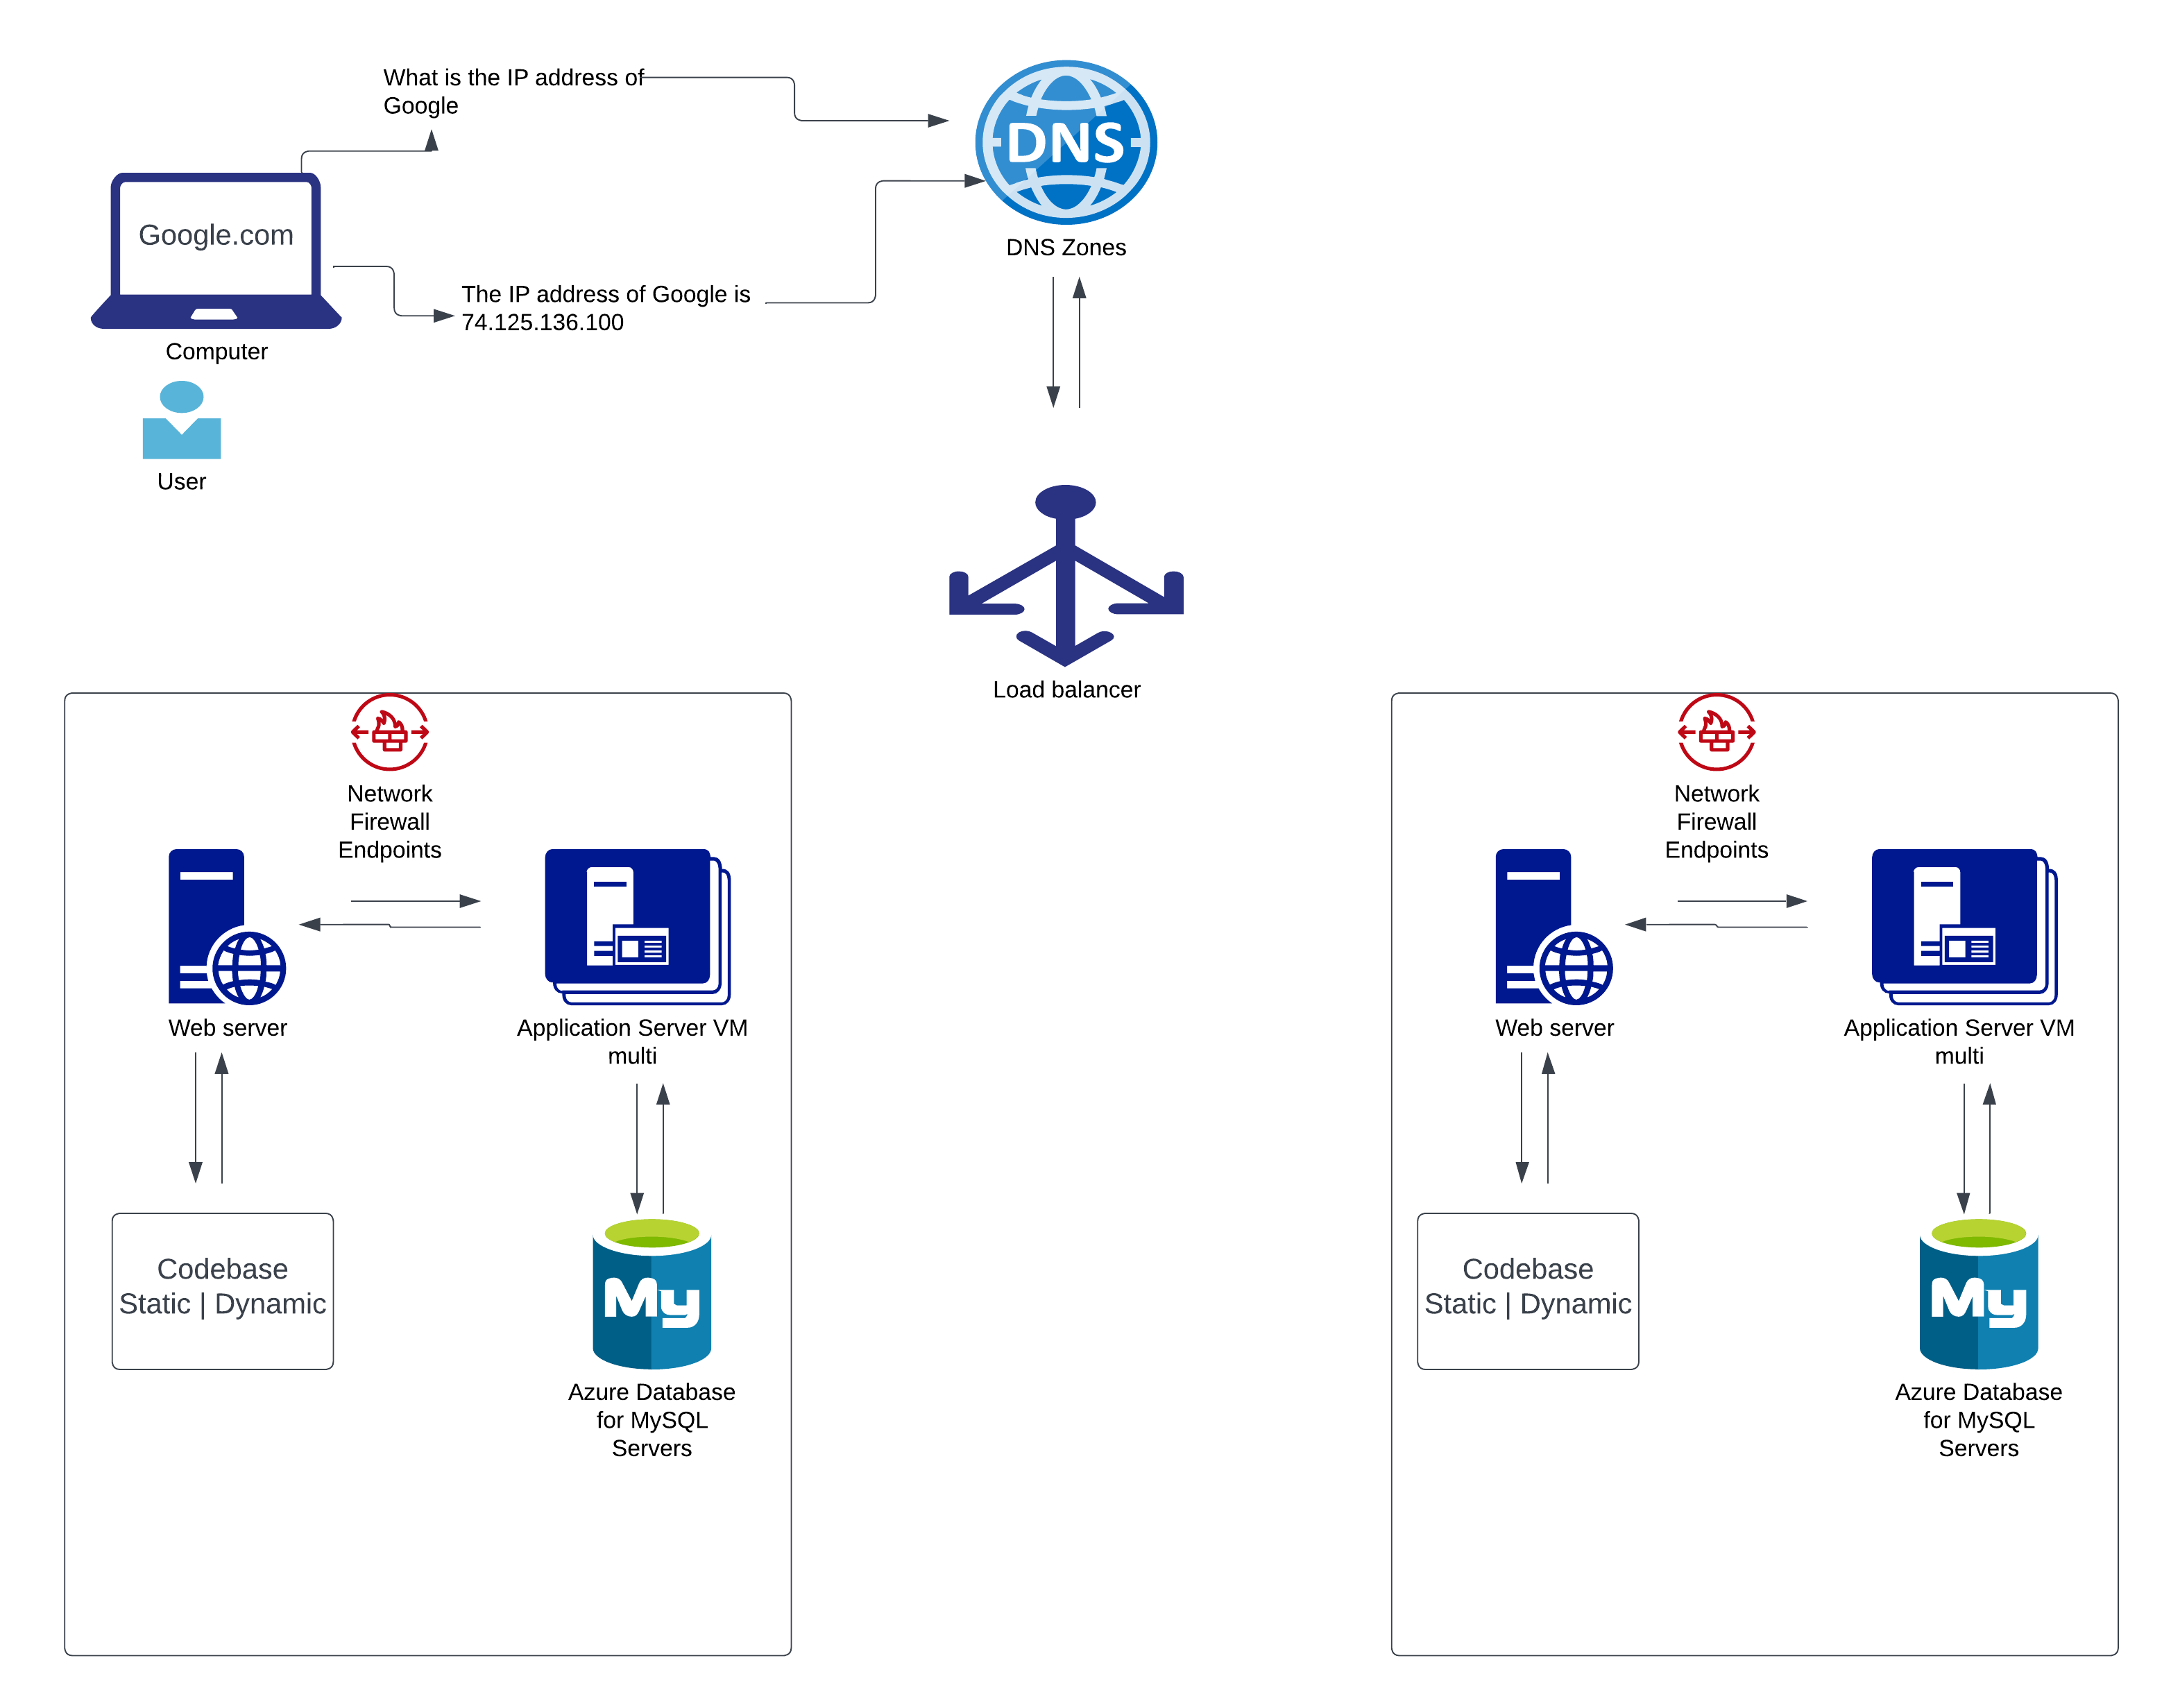 What is the IP address of
Google
DNS
Google.com
DNS Zones
The IP address of Google is
74.125.136.100
Computer
User
Load balancer
Network
Firewall
Endpoints
Web server
Application Server VM
multi
Codebase
Static | Dynamic
My
Azure Database
for MySQL
Servers
Network
Firewall
Endpoints
Web server
Application Server VM
multi
Codebase
Static | Dynamic
My
Azure Database
for MySQL
Servers